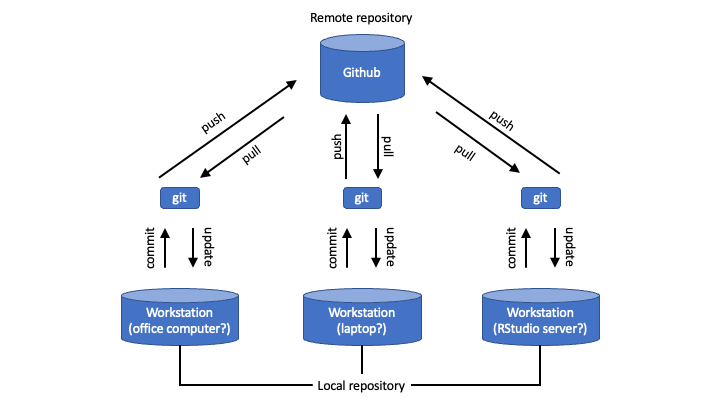 Remote repository
Github
push
pull
push
pull
push
pull
git
git
git
commit
update
commit
update
commit
update
Workstation
(office computer?)
Workstation
(laptop?)
Workstation
(RStudio server?)
Local repository